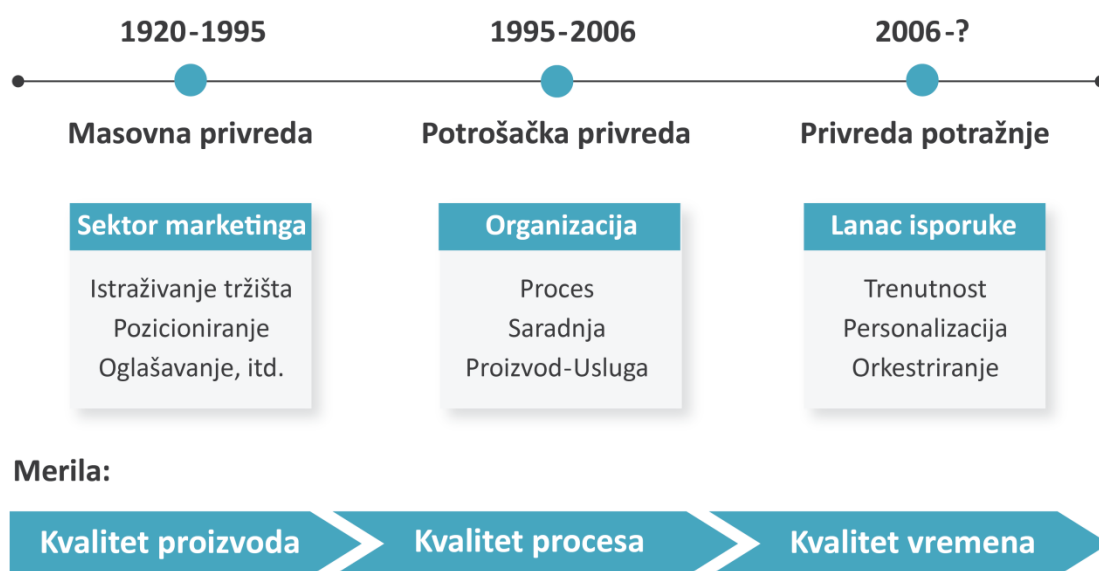 1920-1995
1995-2006
2006-?
Masovna privreda
Potrošačka privreda
Privreda potražnje
Sektor marketinga
Istraživanje tržišta
Pozicioniranje
Oglašavanje, itd.
Organizacija
Proces
Saradnja
Proizvod-Usluga
Lanac isporuke
Trenutnost
Personalizacija
Orkestriranje
Merila:
Kvalitet proizvoda
Kvalitet procesa
Kvalitet vremena